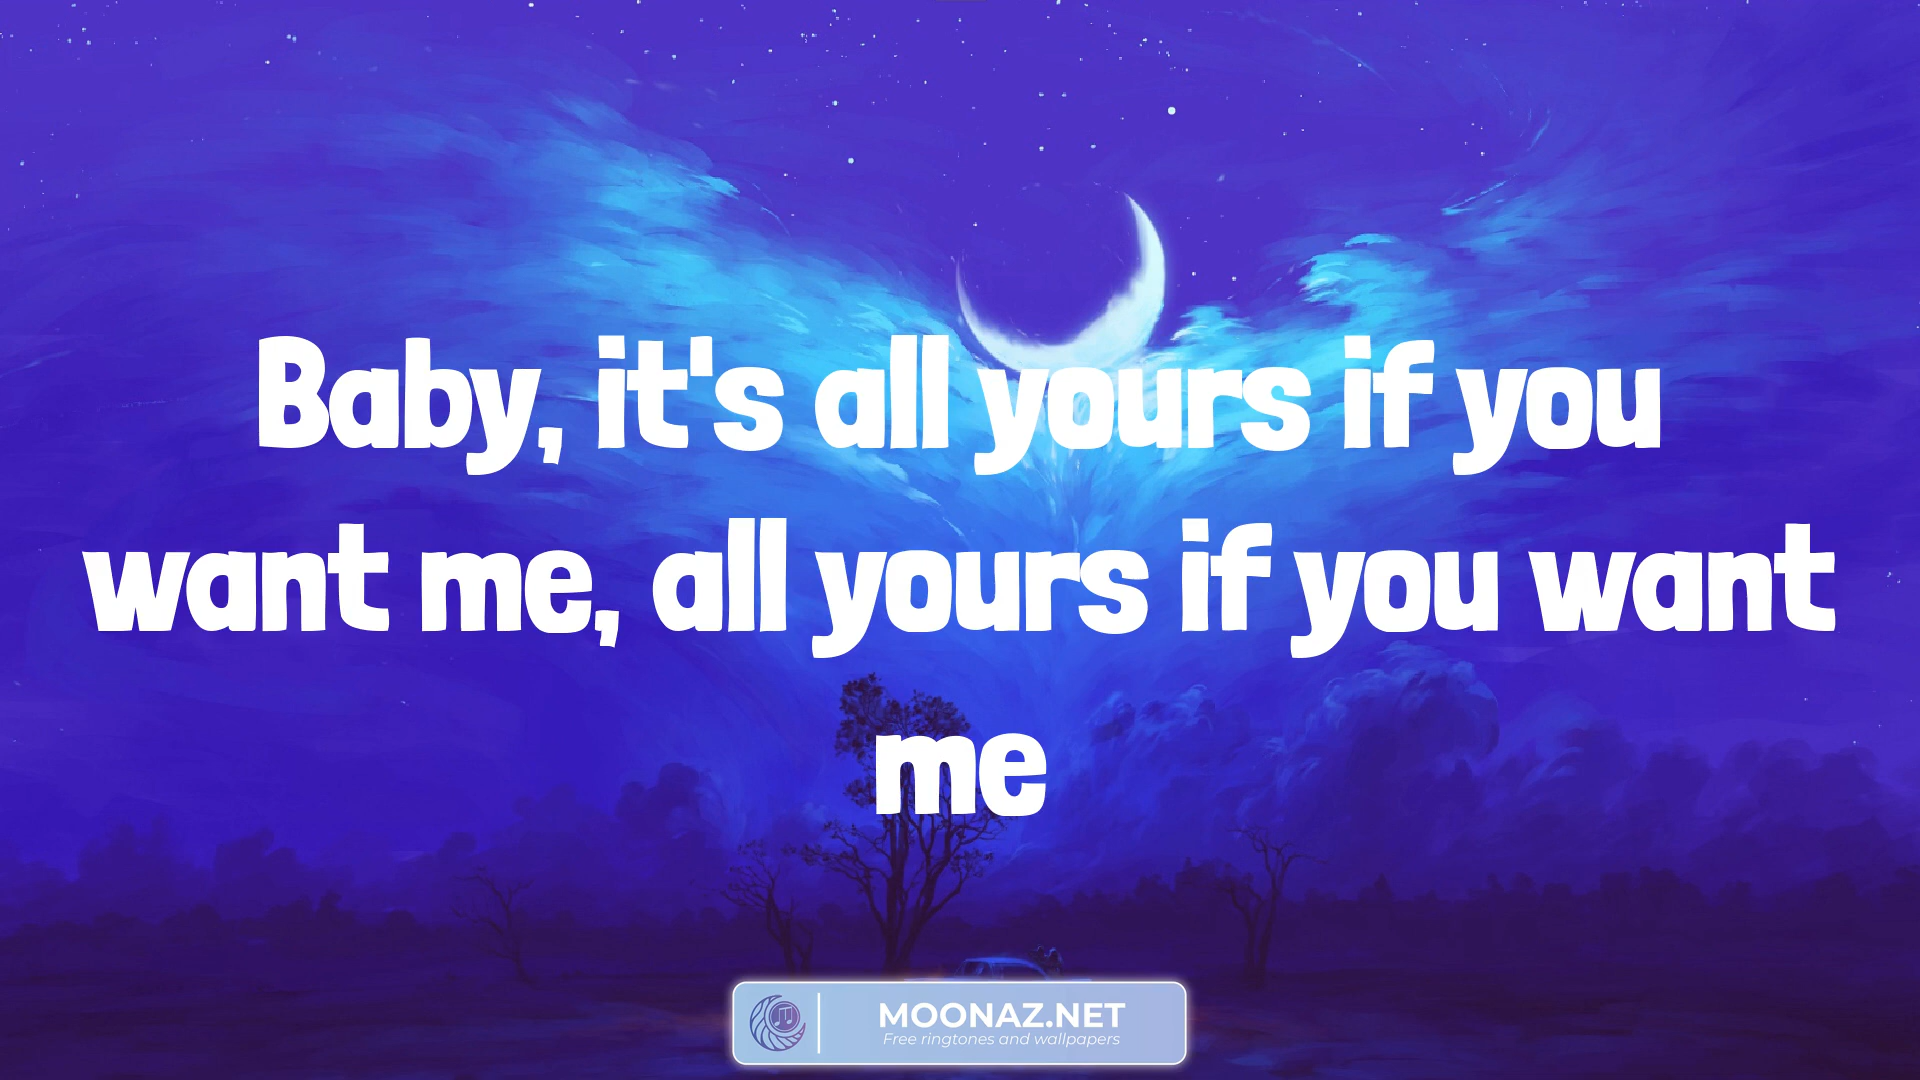 Baby, it's all yours if you
want me, all yours if you want
me
MOONAZ.NET
Free ringtones and wallpapers